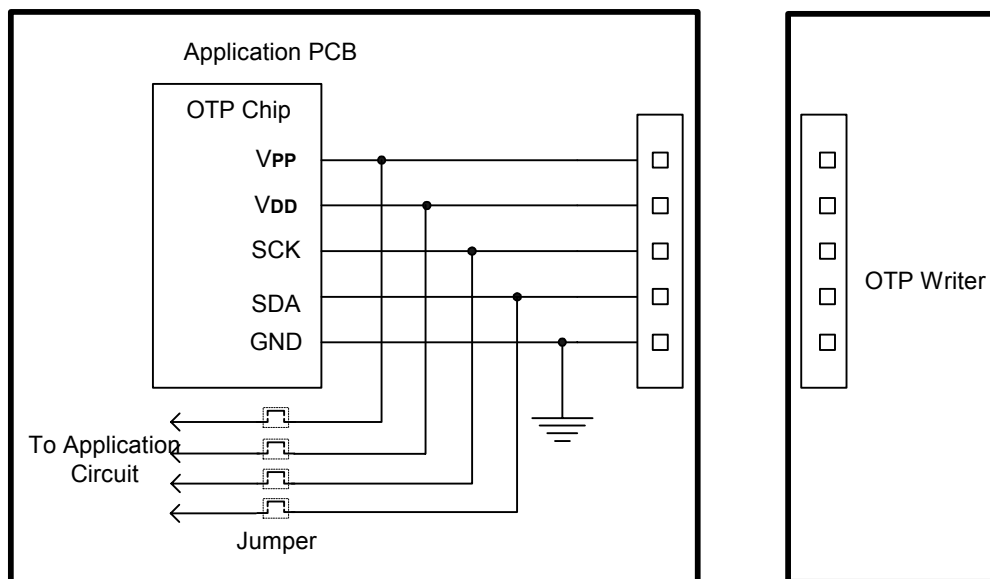 Application PCB
OTP Chip
VPP
VDD
SCK
SDA
GND
To Application
Circuit
Jumper
OTP Writer